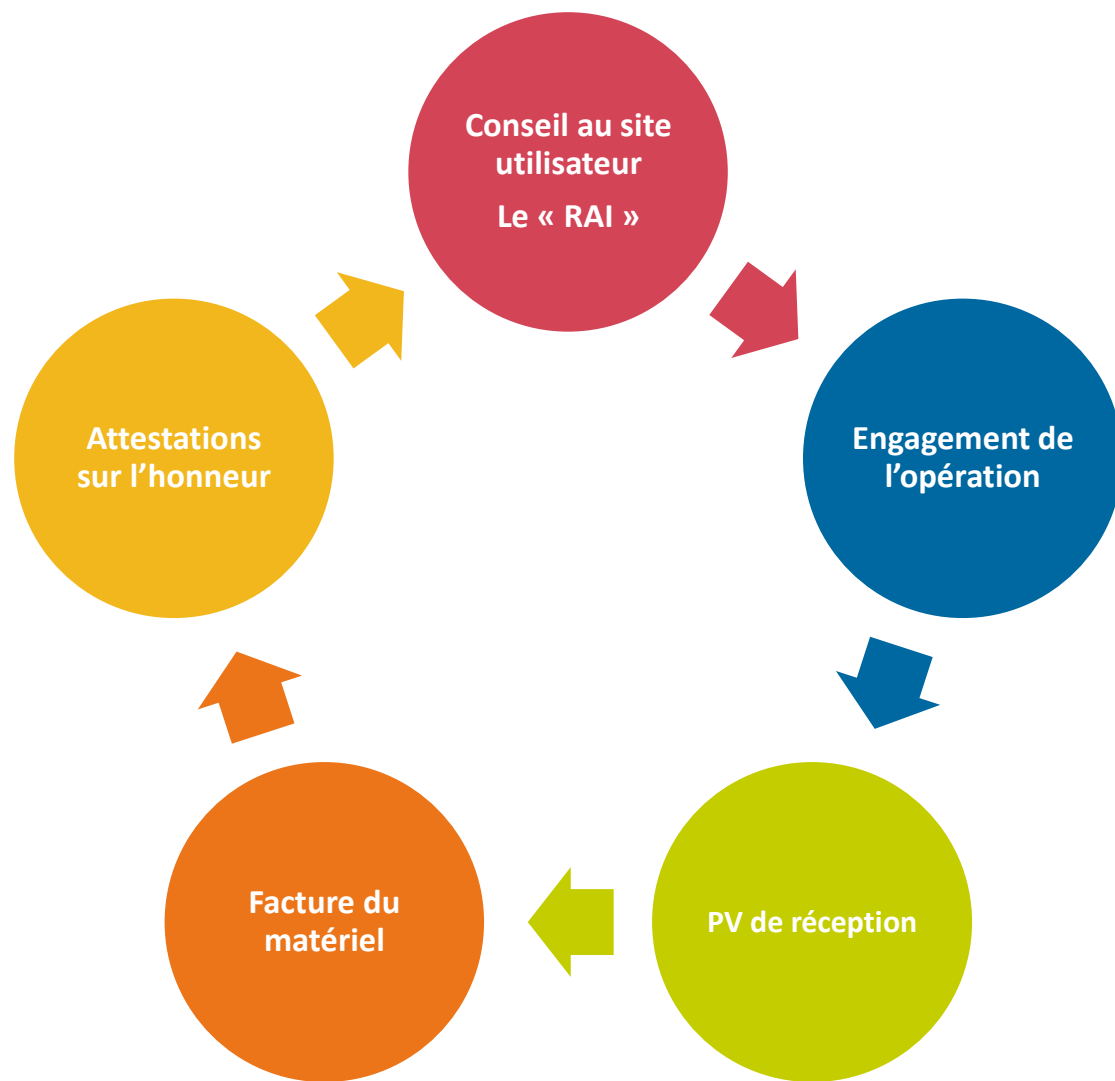 Conseil au site
utilisateur
Le « RAI »
Engagement de
l’opération
PV de réception
Facture du
matériel
Attestations
sur l’honneur